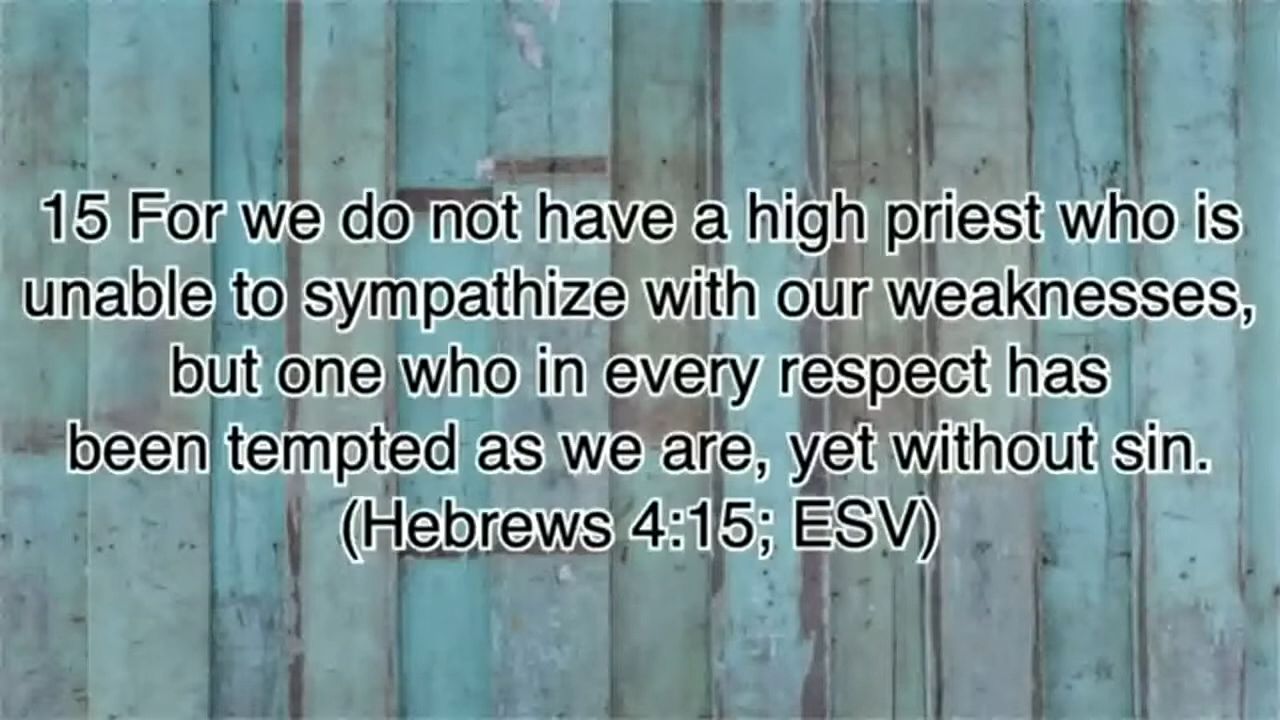 15 For we do not have a high priest who is
unable to sympathize with our weaknesses,
but one who in every respect has
been tempted as we are, yet without sin.
(Hebrews 4:15; ESV)